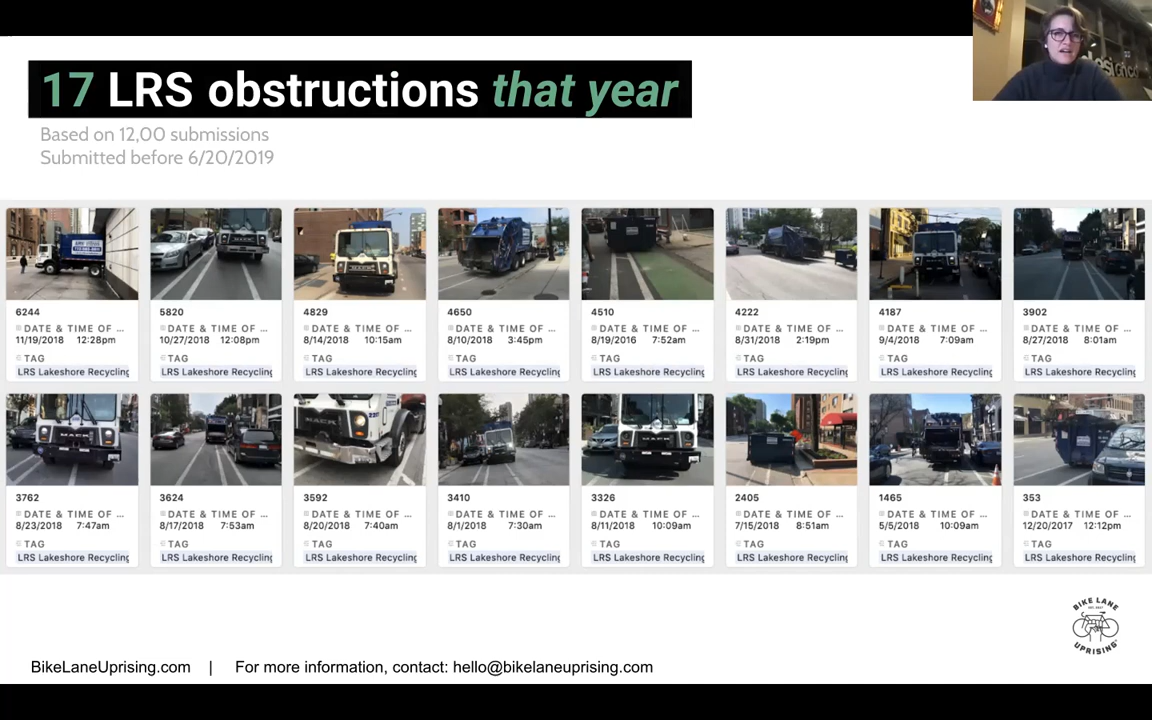 17 LRS obstructions that year
Based on 12,00 submissions
Submitted before 6/20/2019
6244
DATE & TIME OF ...
11/19/2018 12:28pm
TAG
LRS Lakeshore Recycling
5820
DATE & TIME OF ...
10/27/2018 12:08pm
TAG
LRS Lakeshore Recycling
4829
DATE & TIME OF ...
8/14/2018 10:15am
TAG
LRS Lakeshore Recycling
4650
DATE & TIME OF ...
8/10/2018 3:45pm
TAG
LRS Lakeshore Recycling
4510
DATE & TIME OF ...
8/19/2016 7:52am
TAG
LRS Lakeshore Recycling
4222
DATE & TIME OF ...
8/31/2018 2:19pm
TAG
LRS Lakeshore Recycling
4187
DATE & TIME OF ...
9/4/2018 7:09am
TAG
LRS Lakeshore Recycling
3902
DATE & TIME OF ...
8/27/2018 8:01am
TAG
LRS Lakeshore Recycling
MACK
3762
DATE & TIME OF ...
8/23/2018 7:47am
TAG
LRS Lakeshore Recycling
3624
DATE & TIME OF ...
8/17/2018 7:53am
TAG
LRS Lakeshore Recycling
MACK
3592
DATE & TIME OF ...
8/20/2018 7:40am
TAG
LRS Lakeshore Recycling
3410
DATE & TIME OF ...
8/1/2018 7:30am
TAG
LRS Lakeshore Recycling
MACK
3326
DATE & TIME OF ...
8/11/2018 10:09am
TAG
LRS Lakeshore Recycling
2405
DATE & TIME OF ...
7/15/2018 8:51am
TAG
LRS Lakeshore Recycling
1465
DATE & TIME OF ...
5/5/2018 10:09am
TAG
LRS Lakeshore Recycling
353
DATE & TIME OF ...
12/20/2017 12:12pm
TAG
LRS Lakeshore Recycling
BIKE LANE
UPRISING
BikeLaneUprising.com | For more information, contact: hello@bikelaneuprising.com